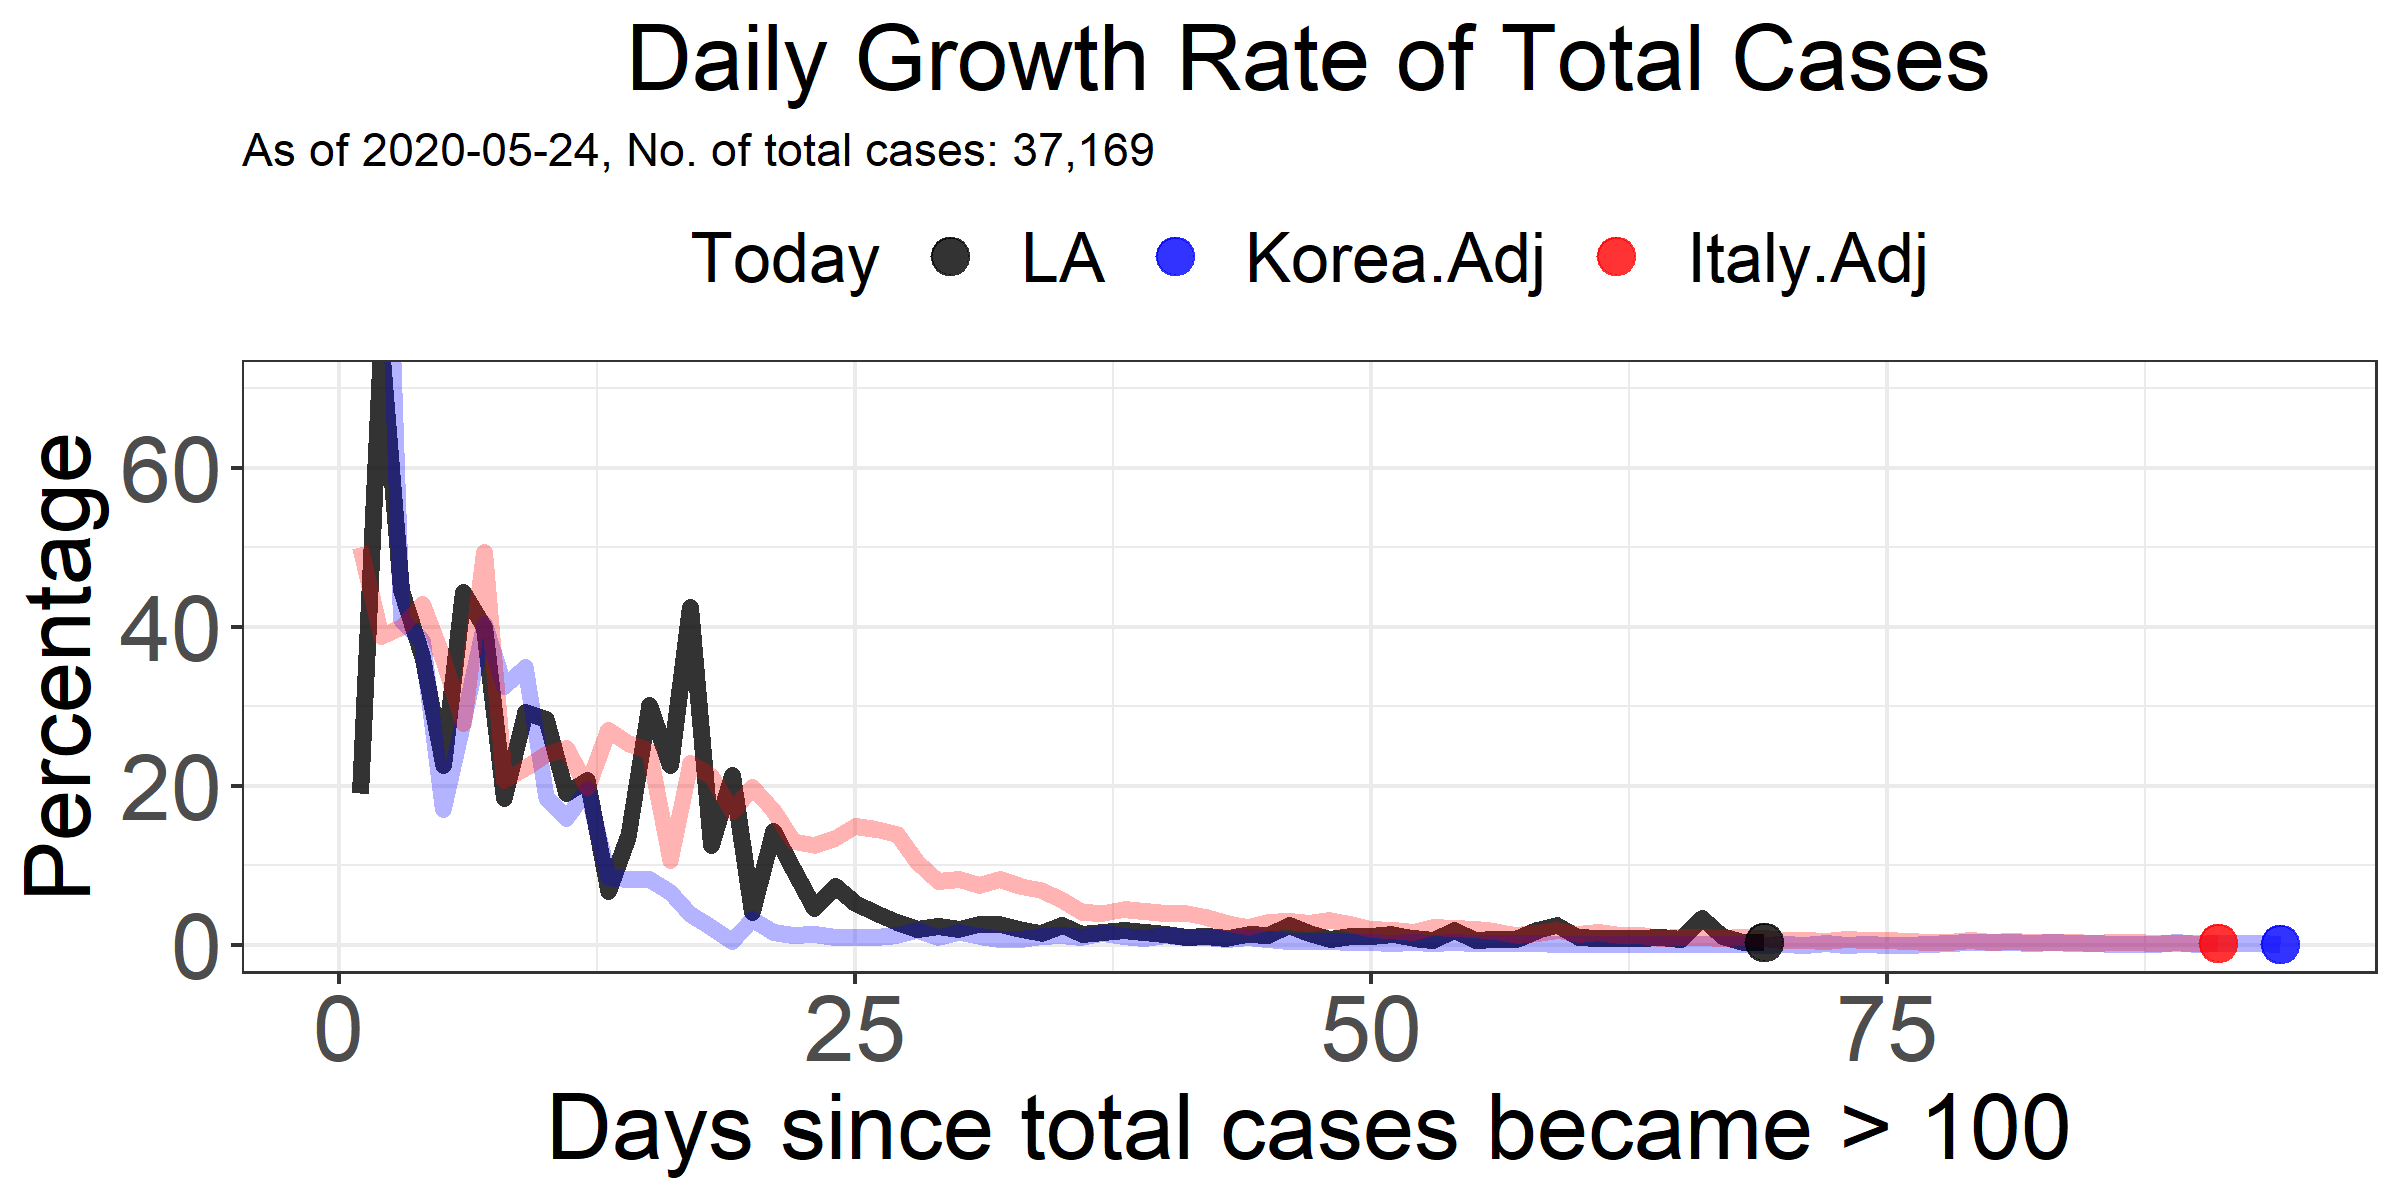 Daily Growth Rate of Total Cases
As of 2020-05-24, No. of total cases: 37,169
Today LA Korea.Adj Italy.Adj
Percentage
60
40
20
0
0 25 50 75
Days since total cases became > 100